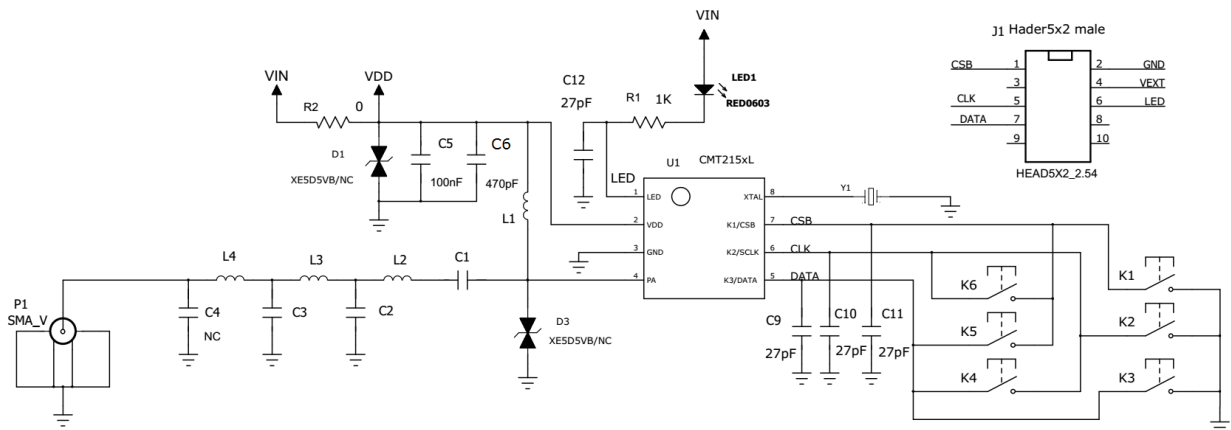 VIN
J1 Hader5x2 male
CSB 1 2 GND
3 4 VEXT
CLK 5 6 LED
DATA 7 8
9 10
HEAD5X2_2.54
VIN
VDD
R2
0
C12
27pF
LED1
RED0603
R1
1K
D1
XE5D5VB/NC
C5
100nF
C6
470pF
L1
U1
CMT215xL
LED
1 LED
2 VDD
3 GND
4 PA
XTAL 8
K1/CSB 7
K2/SCLK 6
K3/DATA 5
Y1
CSB
CLK
DATA
L4
L3
L2
C1
P1
SMA_V
C4
NC
C3
C2
D3
XE5D5VB/NC
C9
27pF
C10
27pF
C11
27pF
K6
K5
K4
K1
K2
K3